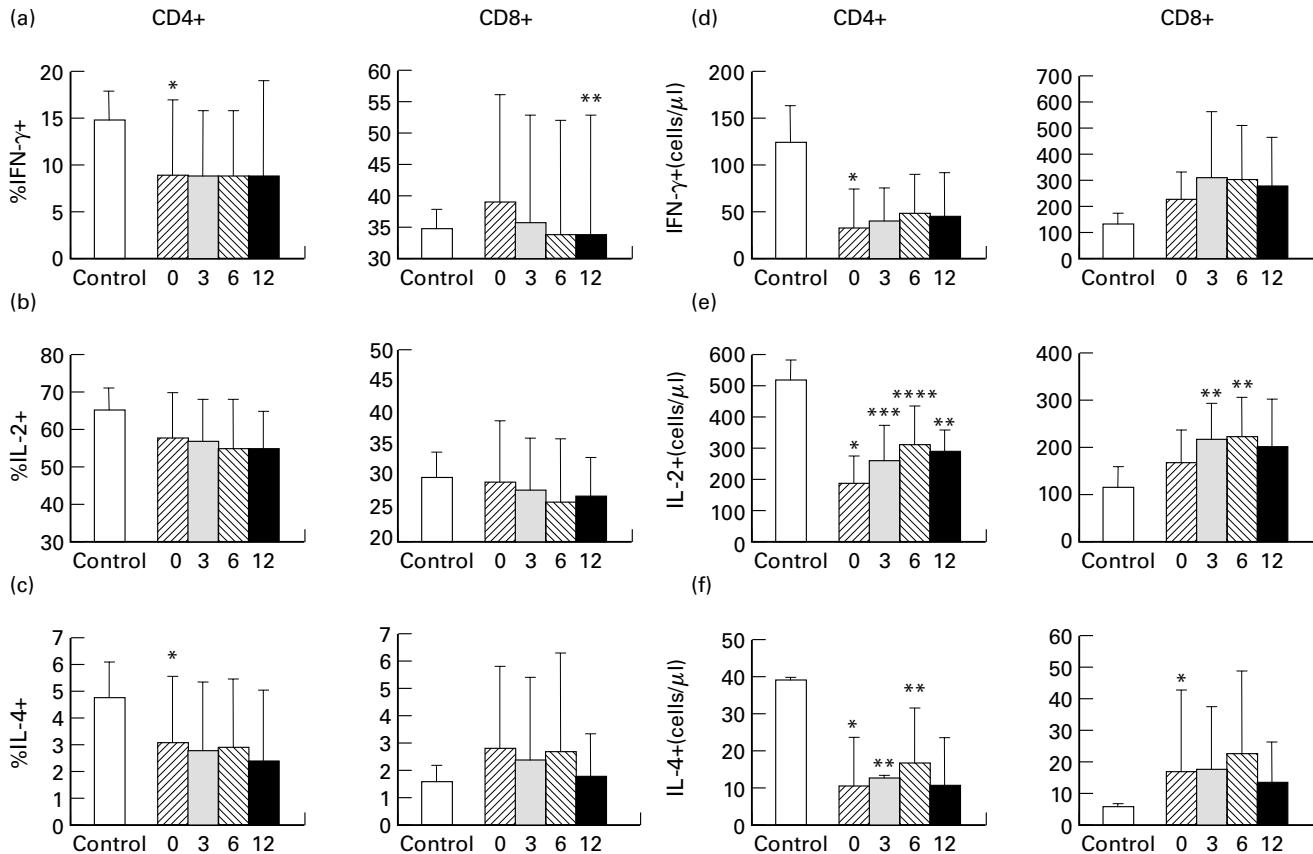 (a)
CD4+
CD8+
(d)
CD4+
CD8+
%IFN-γ+
20
15
10
5
0
*
Control 0 3 6 12
60
55
50
45
40
35
30
**
Control 0 3 6 12
IFN-γ+(cells/μl)
200
150
100
50
0
*
Control 0 3 6 12
700
600
500
400
300
200
100
0
Control 0 3 6 12
(b)
(e)
%IL-2+
80
70
60
50
40
30
Control 0 3 6 12
50
45
40
35
30
25
20
Control 0 3 6 12
IL-2+(cells/μl)
600
500
400
300
200
100
0
* *** **** **
Control 0 3 6 12
400
300
200
100
0
** **
Control 0 3 6 12
(c)
(f)
%IL-4+
7
6
5
4
3
2
1
0
*
Control 0 3 6 12
7
6
5
4
3
2
1
0
Control 0 3 6 12
IL-4+(cells/μl)
50
40
30
20
10
0
* ** **
Control 0 3 6 12
60
50
40
30
20
10
0
*
Control 0 3 6 12